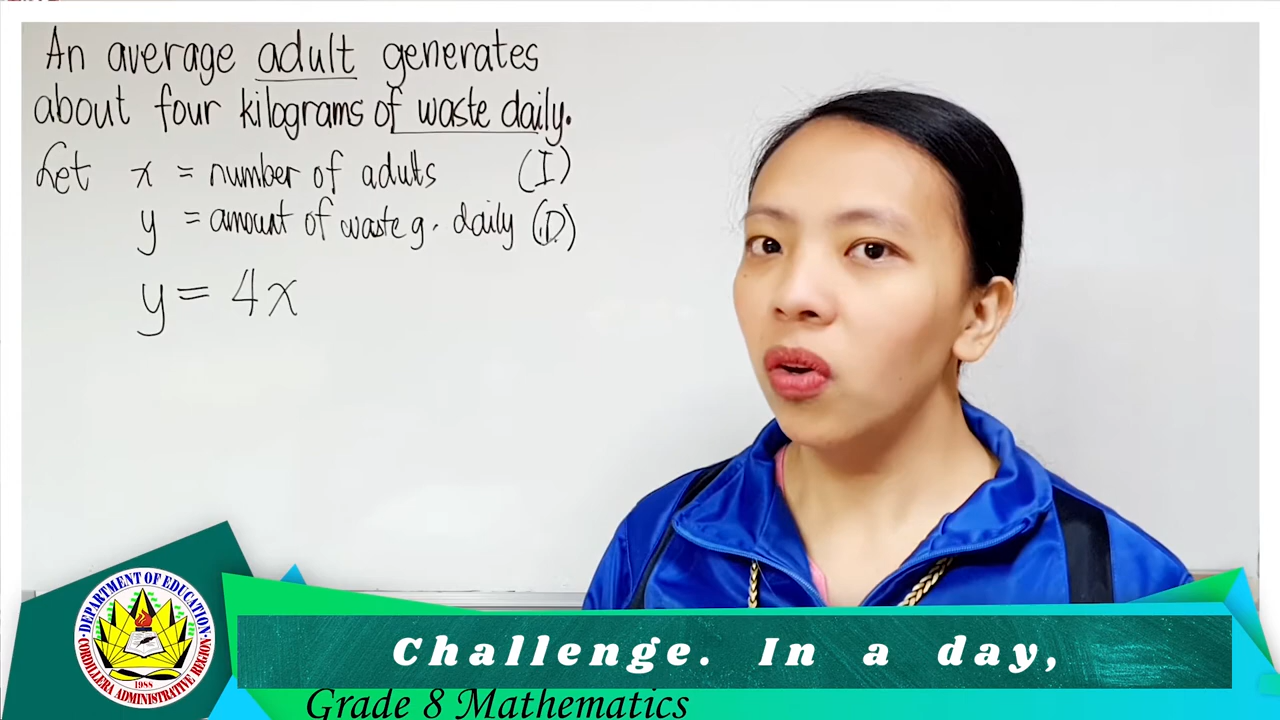 An average adult generates
about four kilograms of waste daily.
Let x = number of adults (I)
y = amount of waste g. daily (D)
y = 4x
DEPARTMENT OF EDUCATION
CORDILLERA ADMINISTRATIVE REGION
1988
Challenge. In a day,
Grade 8 Mathematics